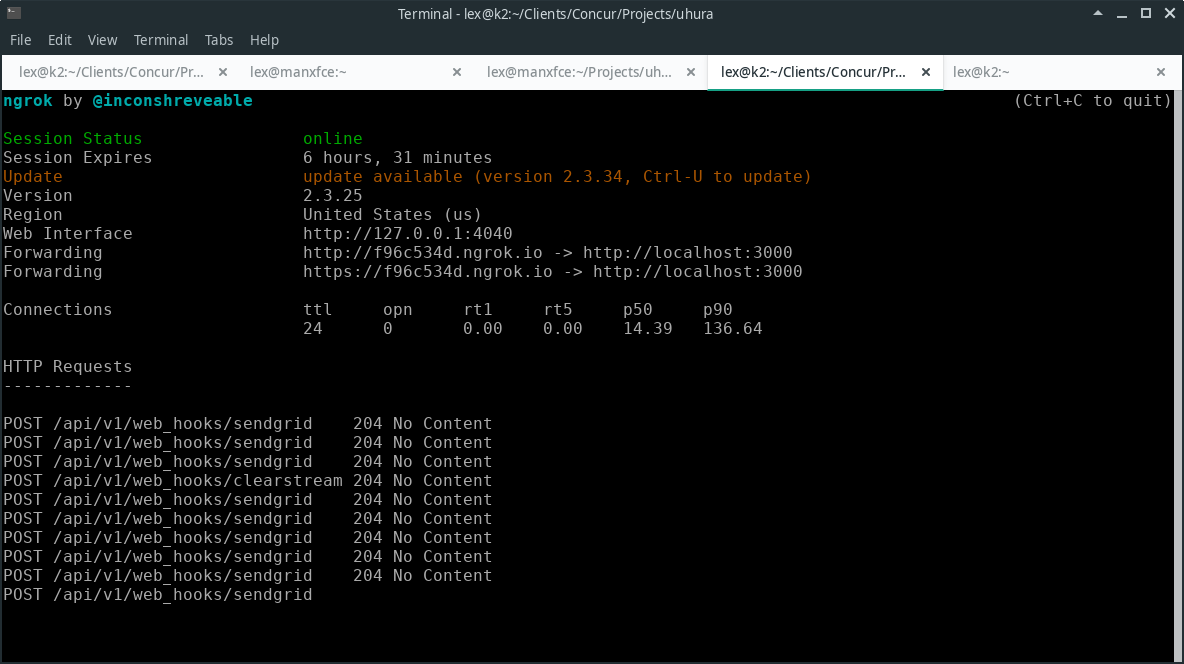 Terminal - lex@k2:~/Clients/Concur/Projects/uhura
File Edit View Terminal Tabs Help
lex@k2:~/Clients/Concur/Pr... lex@manxfce:~ lex@manxfce:~/Projects/uh... lex@k2:~/Clients/Concur/Pr... lex@k2:~
ngrok by @inconshreveable (Ctrl+C to quit)
Session Status online
Session Expires 6 hours, 31 minutes
Update update available (version 2.3.34, Ctrl-U to update)
Version 2.3.25
Region United States (us)
Web Interface http://127.0.0.1:4040
Forwarding http://f96c534d.ngrok.io -> http://localhost:3000
Forwarding https://f96c534d.ngrok.io -> http://localhost:3000
Connections ttl opn rt1 rt5 p50 p90
24 0 0.00 0.00 14.39 136.64
HTTP Requests
-------------
POST /api/v1/web_hooks/sendgrid 204 No Content
POST /api/v1/web_hooks/sendgrid 204 No Content
POST /api/v1/web_hooks/sendgrid 204 No Content
POST /api/v1/web_hooks/clearstream 204 No Content
POST /api/v1/web_hooks/sendgrid 204 No Content
POST /api/v1/web_hooks/sendgrid 204 No Content
POST /api/v1/web_hooks/sendgrid 204 No Content
POST /api/v1/web_hooks/sendgrid 204 No Content
POST /api/v1/web_hooks/sendgrid 204 No Content
POST /api/v1/web_hooks/sendgrid